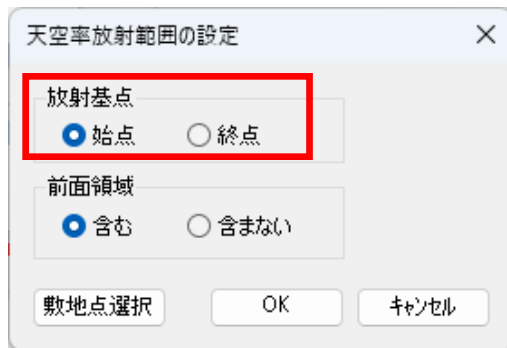 天空率放射範囲の設定
放射基点
始点 終点
前面領域
含む 含まない
敷地点選択 OK キャンセル